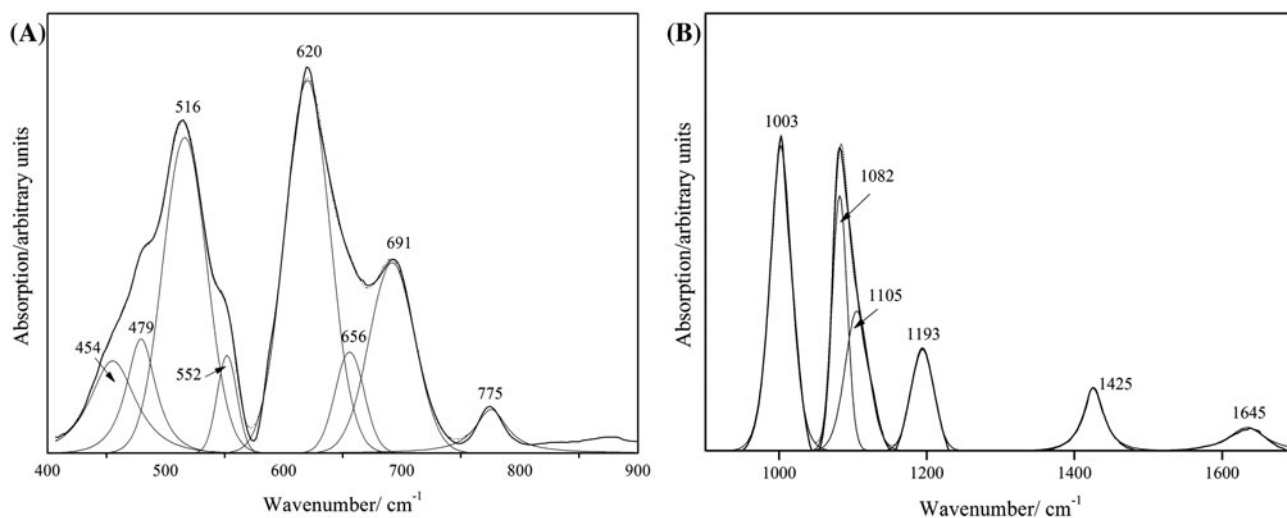 (A)
620
516
691
479
454
552
656
775
Absorption/arbitrary units
400 500 600 700 800 900
Wavenumber/ cm-1
(B)
1003
1082
1105
1193
1425
1645
Absorption/arbitrary units
1000 1200 1400 1600
Wavenumber/ cm-1